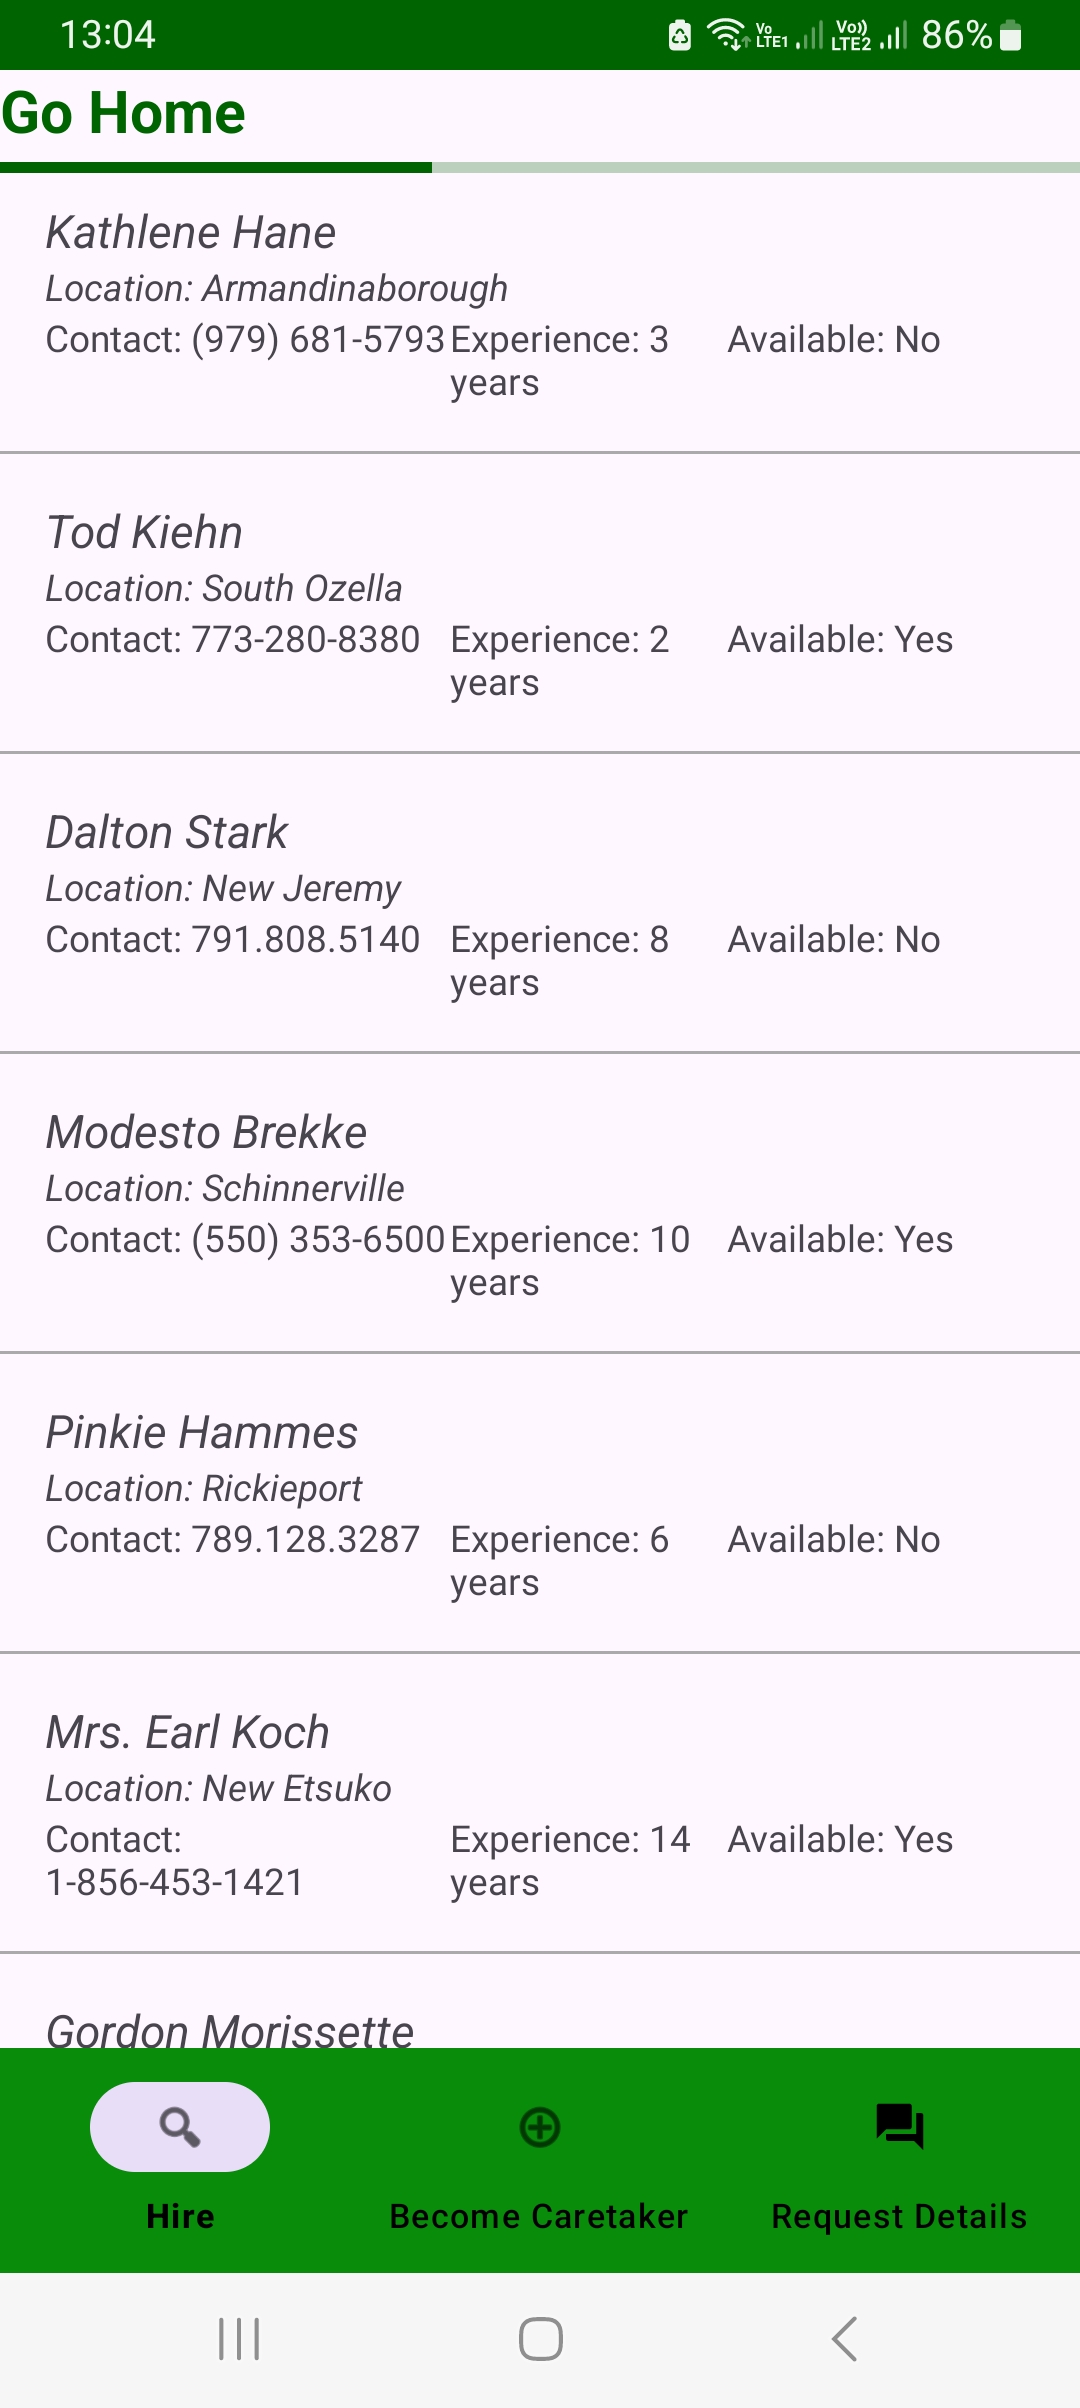 13:04 Vo LTE1 Vo)) LTE2 86%
Go Home
Kathlene Hane
Location: Armandinaborough
Contact: (979) 681-5793 Experience: 3 years Available: No
Tod Kiehn
Location: South Ozella
Contact: 773-280-8380 Experience: 2 years Available: Yes
Dalton Stark
Location: New Jeremy
Contact: 791.808.5140 Experience: 8 years Available: No
Modesto Brekke
Location: Schinnerville
Contact: (550) 353-6500 Experience: 10 years Available: Yes
Pinkie Hammes
Location: Rickieport
Contact: 789.128.3287 Experience: 6 years Available: No
Mrs. Earl Koch
Location: New Etsuko
Contact: 1-856-453-1421 Experience: 14 years Available: Yes
Gordon Morissette
Hire Become Caretaker Request Details